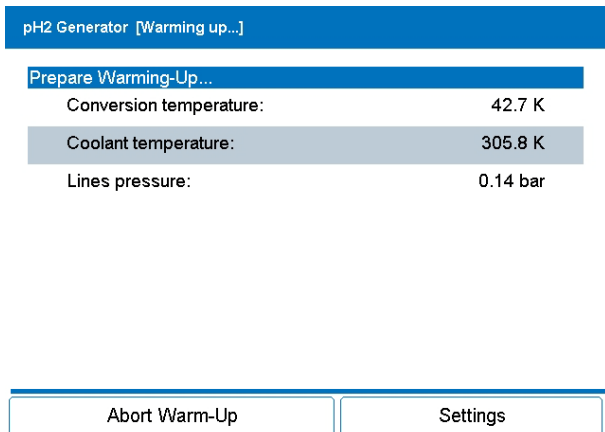 pH2 Generator [Warming up...]
Prepare Warming-Up...
Conversion temperature: 42.7 K
Coolant temperature: 305.8 K
Lines pressure: 0.14 bar
Abort Warm-Up Settings